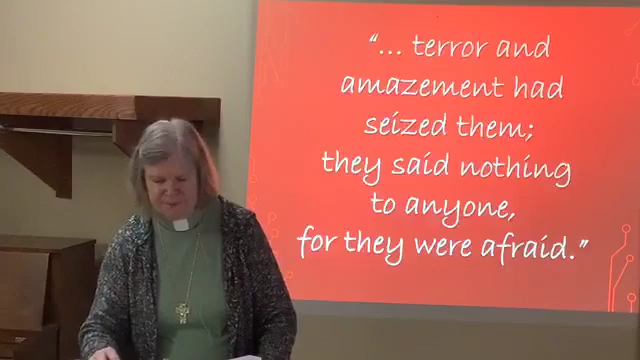 “... terror and
amazement had
seized them;
they said nothing
to anyone,
for they were afraid.”